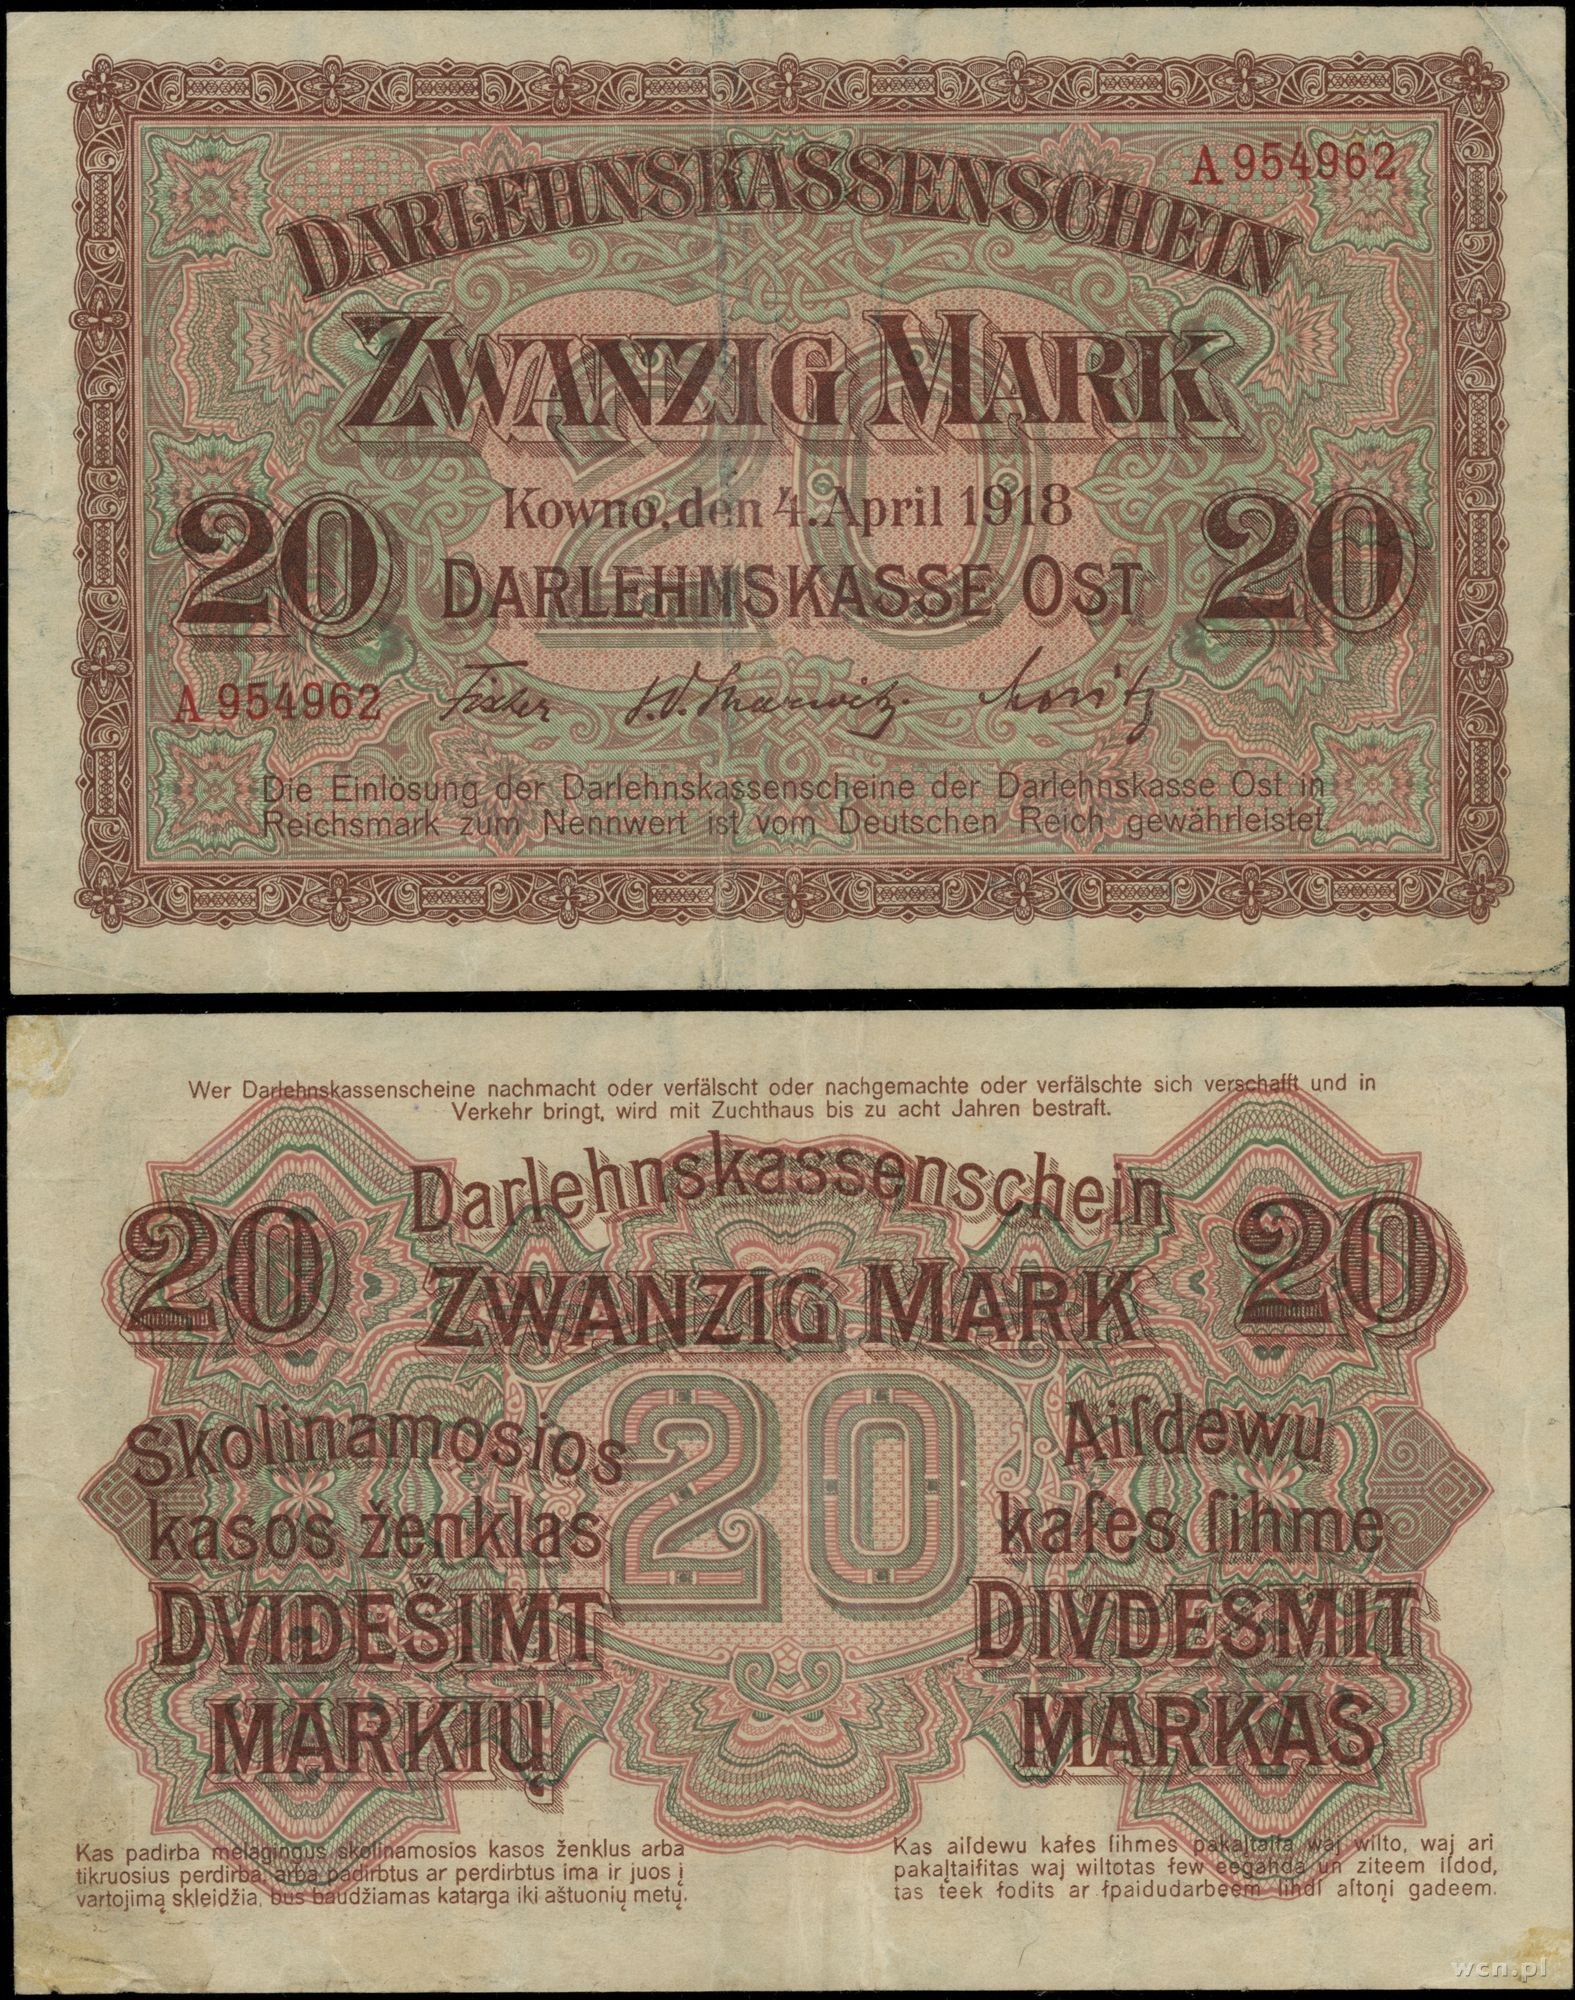 A 954962
DARLEHNSKASSENSCHEIN
ZWANZIG MARK
Kowno, den 4. April 1918
20 DARLEHNSKASSE OST 20
A 954962
Fischer
Moritz
Die Einlösung der Darlehnskassenscheine der Darlehnskasse Ost in
Reichsmark zum Nennwert ist vom Deutschen Reich gewährleistet
Wer Darlehnskassenscheine nachmacht oder verfälscht oder nachgemachte oder verfälschte sich verschafft und in
Verkehr bringt, wird mit Zuchthaus bis zu acht Jahren bestraft.
Darlehnskassenschein
20 ZWANZIG MARK 20
20
Skolinamosios
kasos ženklas
DVIDEŠIMT
MARKIŲ
Aiſdewu
kaſes ſihme
DIVDESMIT
MARKAS
Kas padirba melagingus skolinamosios kasos ženklus arba
tikruosius perdirba, arba padirbtus ar perdirbtus ima ir juos į
vartojimą skleidžia, bus baudžiamas katarga iki aštuonių metų.
Kas aiſdewu kaſes ſihmes pakaļtaiſa waj wilto, waj ari
pakaļtaiſitas waj wiltotas ſew eegahda un ziteem iſdod,
tas teek ſodits ar ſpaidudarbeem lihdſ aſtoņi gadeem.
wcn.pl